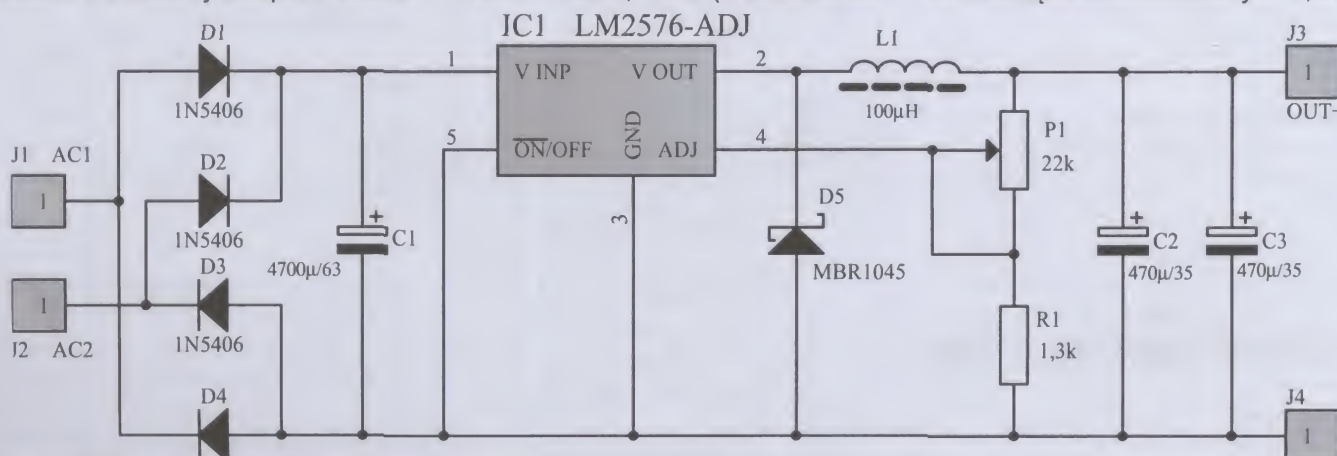 IC1 LM2576-ADJ
D1
1N5406
1
V INP
V OUT
2
L1
100µH
J3
1
OUT+
J1 AC1
1
D2
1N5406
5
ON/OFF
GND
ADJ
4
P1
22k
3
+
C1
4700µ/63
D5
MBR1045
+
C2
470µ/35
+
C3
470µ/35
1
J2 AC2
D3
1N5406
R1
1,3k
D4
J4
1